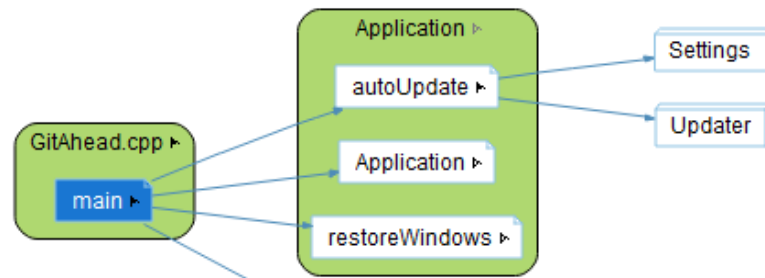 Application
Settings
autoUpdate
Updater
GitAhead.cpp
Application
main
restoreWindows